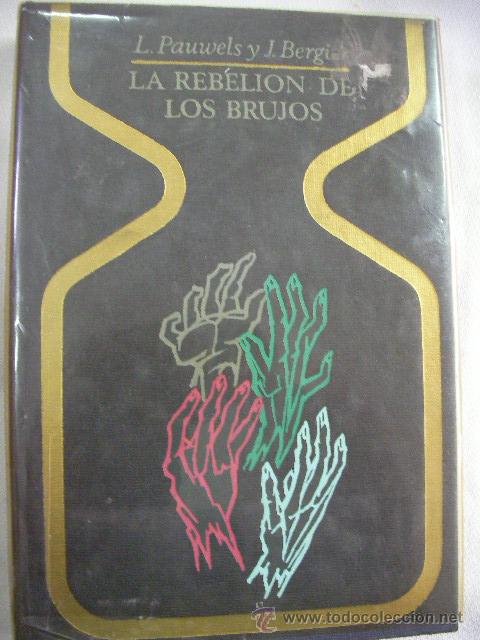 L. Pauwels y J. Bergi
LA REBELION DE
LOS BRUJOS
www.todocoleccion.net